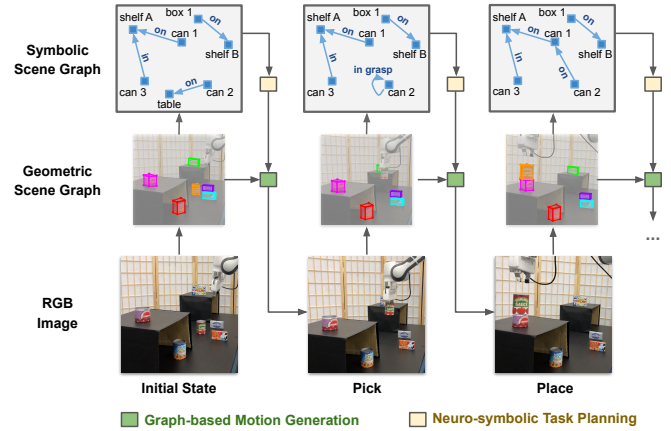 Symbolic
Scene Graph
shelf A
box 1
on
on
can 1
shelf B
in
on
can 3
can 2
table
shelf A
box 1
on
on
can 1
shelf B
in
in grasp
can 3
can 2
shelf A
box 1
on
on
can 1
shelf B
in
on
can 3
can 2
Geometric
Scene Graph
...
RGB
Image
Initial State
Pick
Place
Graph-based Motion Generation
Neuro-symbolic Task Planning